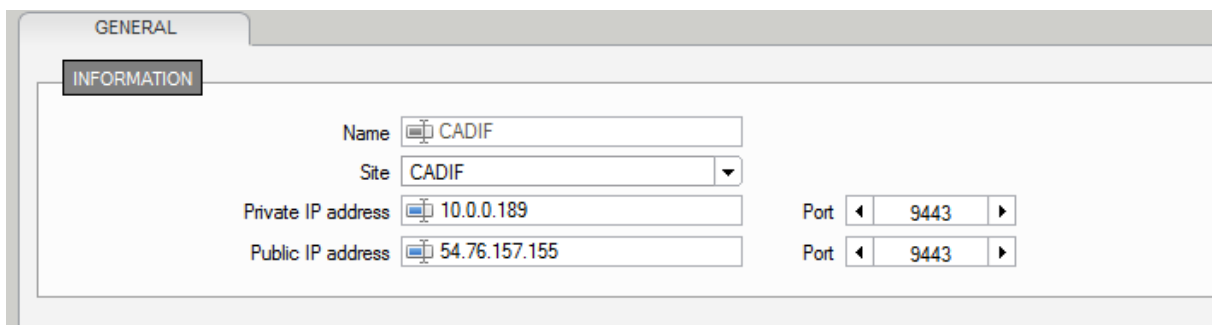 GENERAL
INFORMATION
Name CADIF
Site CADIF
Private IP address 10.0.0.189 Port 9443
Public IP address 54.76.157.155 Port 9443